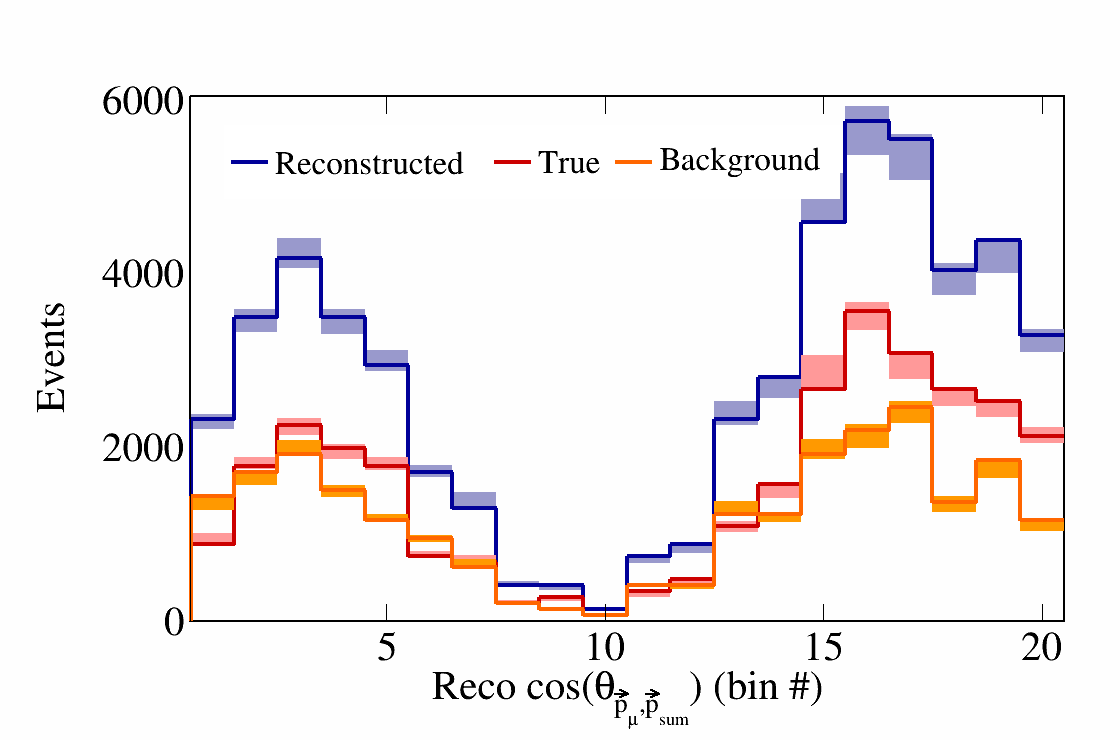 6000
Reconstructed True Background
4000
2000
0
Events
5 10 15 20
Reco cos(θ p⃗μ,p⃗sum) (bin #)